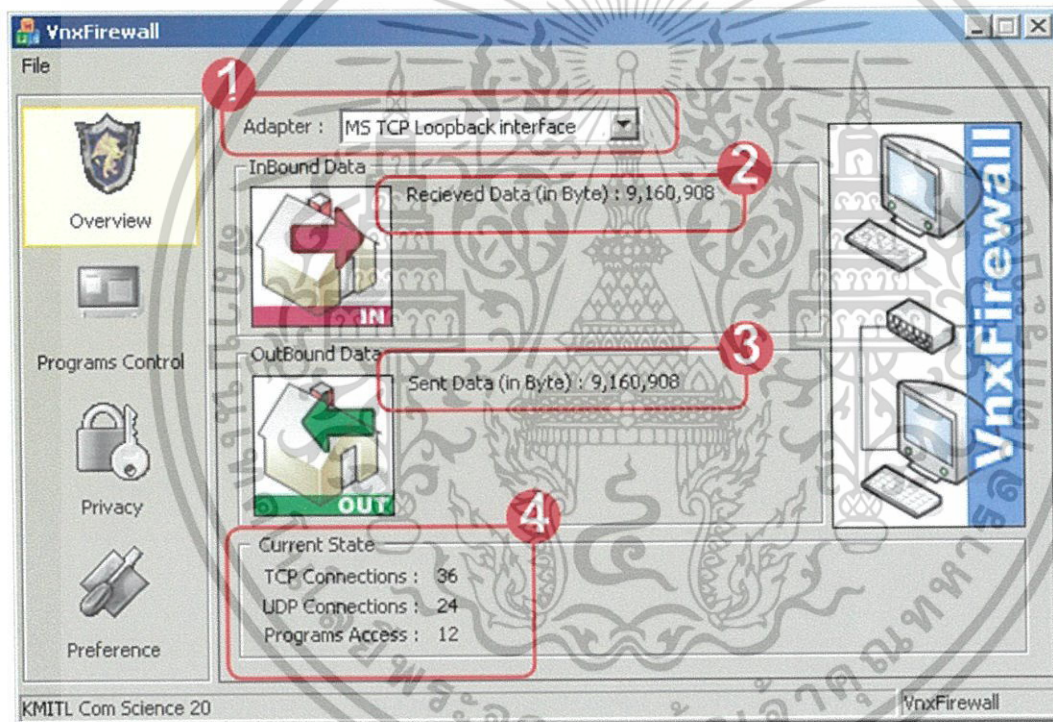 VnxFirewall
File
1
Adapter : MS TCP Loopback interface
Overview
InBound Data
2
Recieved Data (in Byte) : 9,160,908
IN
Programs Control
OutBound Data
3
Sent Data (in Byte) : 9,160,908
OUT
Privacy
4
Current State
TCP Connections : 36
UDP Connections : 24
Programs Access : 12
Preference
VnxFirewall
KMITL Com Science 20
VnxFirewall